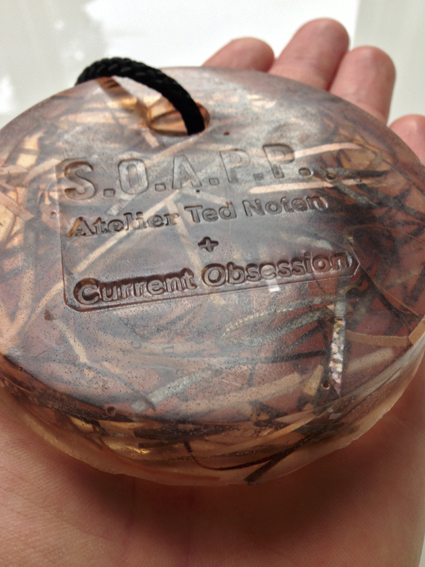 S.O.A.P.P...
Atelier Ted Noten
+
Current Obsession